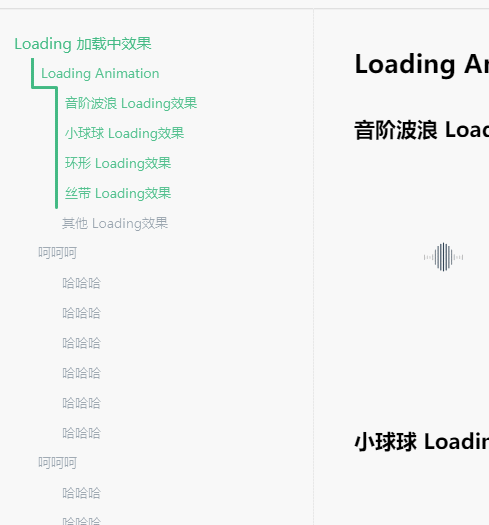 Loading 加载中效果
Loading Animation
音阶波浪 Loading效果
小球球 Loading效果
环形 Loading效果
丝带 Loading效果
其他 Loading效果
呵呵呵
哈哈哈
哈哈哈
哈哈哈
哈哈哈
哈哈哈
哈哈哈
呵呵呵
哈哈哈
哈哈哈
Loading An
音阶波浪 Load
小球球 Loadin